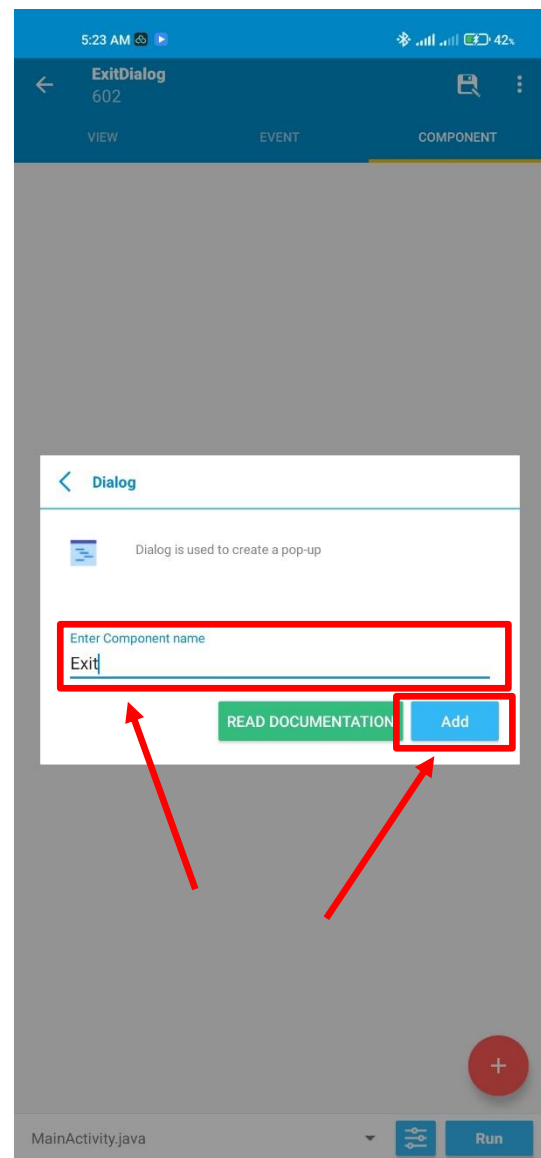 5:23 AM 42%
ExitDialog
602
VIEW EVENT COMPONENT
Dialog
Dialog is used to create a pop-up
Enter Component name
Exit
READ DOCUMENTATION Add
+
MainActivity.java Run